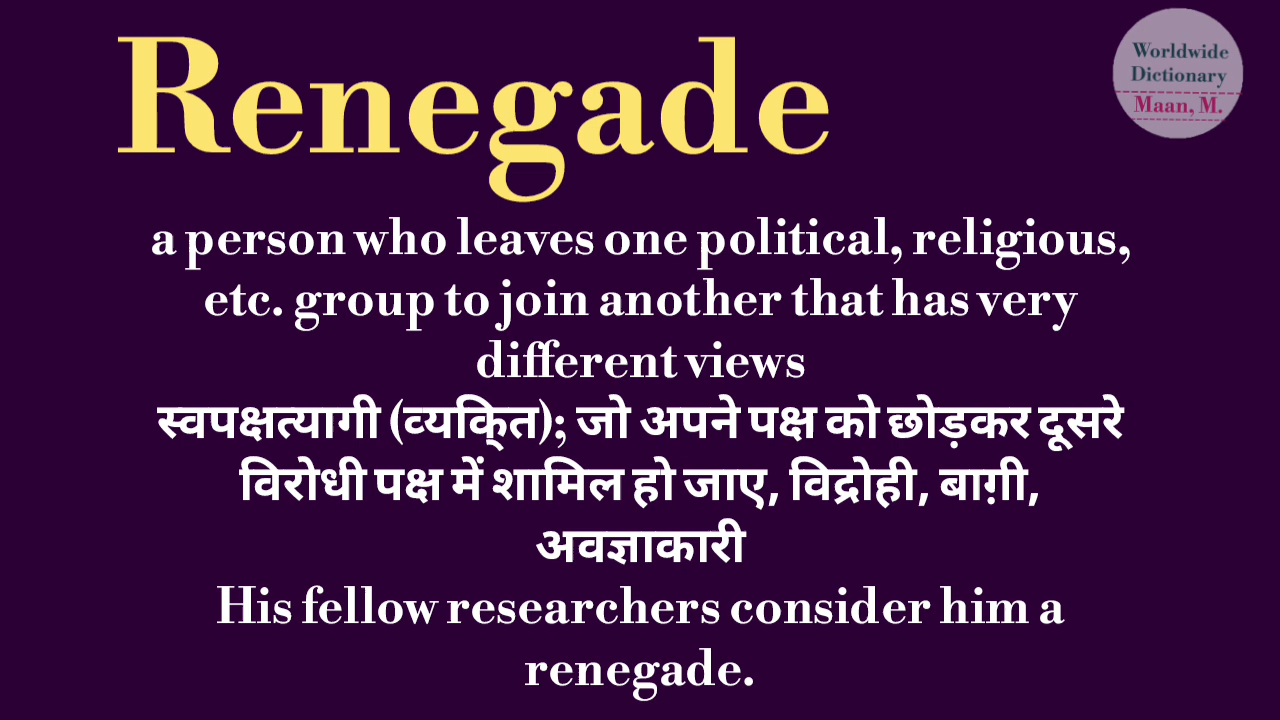 Renegade
Worldwide
Dictionary
Maan, M.
a person who leaves one political, religious,
etc. group to join another that has very
different views
स्वपक्षत्यागी (व्यक्ति); जो अपने पक्ष को छोड़कर दूसरे
विरोधी पक्ष में शामिल हो जाए, विद्रोही, बाग़ी,
अवज्ञाकारी
His fellow researchers consider him a
renegade.